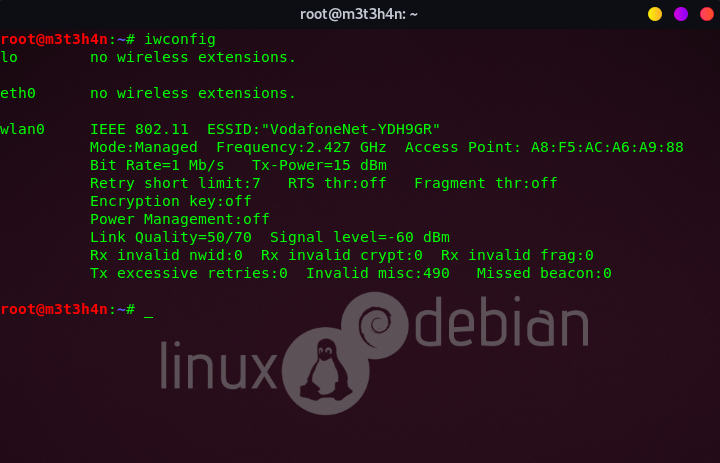 root@m3t3h4n: ~
root@m3t3h4n:~# iwconfig
lo        no wireless extensions.
eth0      no wireless extensions.
wlan0     IEEE 802.11  ESSID:"VodafoneNet-YDH9GR"
          Mode:Managed  Frequency:2.427 GHz  Access Point: A8:F5:AC:A6:A9:88
          Bit Rate=1 Mb/s   Tx-Power=15 dBm
          Retry short limit:7   RTS thr:off   Fragment thr:off
          Encryption key:off
          Power Management:off
          Link Quality=50/70  Signal level=-60 dBm
          Rx invalid nwid:0  Rx invalid crypt:0  Rx invalid frag:0
          Tx excessive retries:0  Invalid misc:490   Missed beacon:0
root@m3t3h4n:~# _
debian
linux